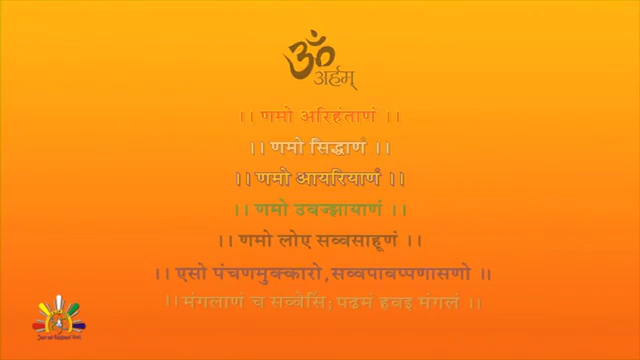 ॐ
अर्हम्
।। णमो अरिहंताणं ।।
।। णमो सिद्धाणं ।।
।। णमो आयरियाणं ।।
।। णमो उवज्झायाणं ।।
।। णमो लोए सव्वसाहूणं ।।
।। एसो पंचणमुक्कारो, सव्वपावप्पणासणो ।।
।। मंगलाणं च सव्वेसिं; पढमं हवइ मंगलं ।।